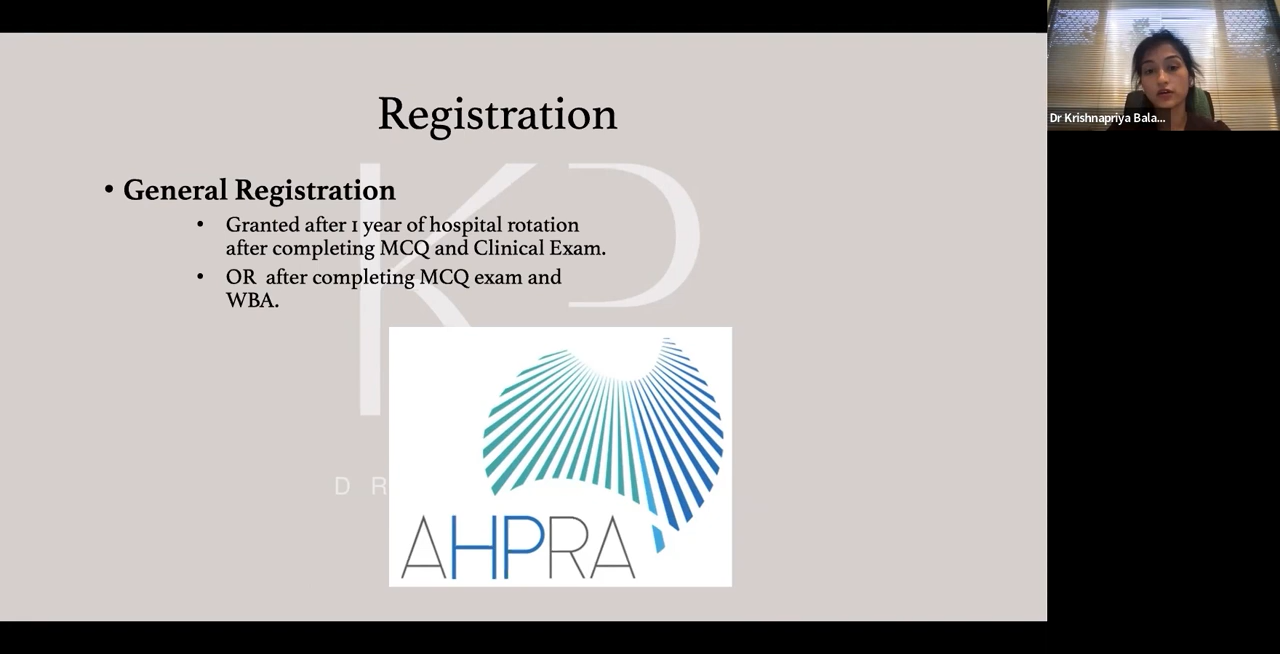 Registration
• General Registration
• Granted after 1 year of hospital rotation
after completing MCQ and Clinical Exam.
• OR after completing MCQ exam and
WBA.
K P
D R
AHPRA
Dr Krishnapriya Bala...